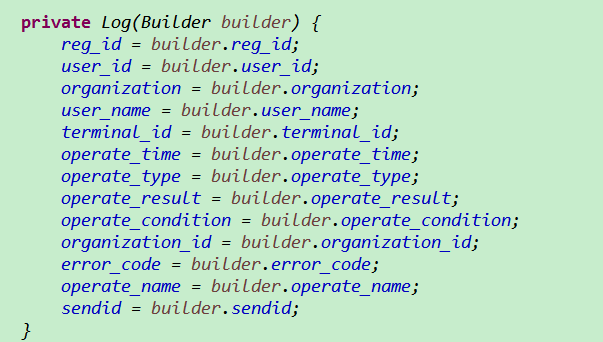 private Log(Builder builder) {
    reg_id = builder.reg_id;
    user_id = builder.user_id;
    organization = builder.organization;
    user_name = builder.user_name;
    terminal_id = builder.terminal_id;
    operate_time = builder.operate_time;
    operate_type = builder.operate_type;
    operate_result = builder.operate_result;
    operate_condition = builder.operate_condition;
    organization_id = builder.organization_id;
    error_code = builder.error_code;
    operate_name = builder.operate_name;
    sendid = builder.sendid;
}